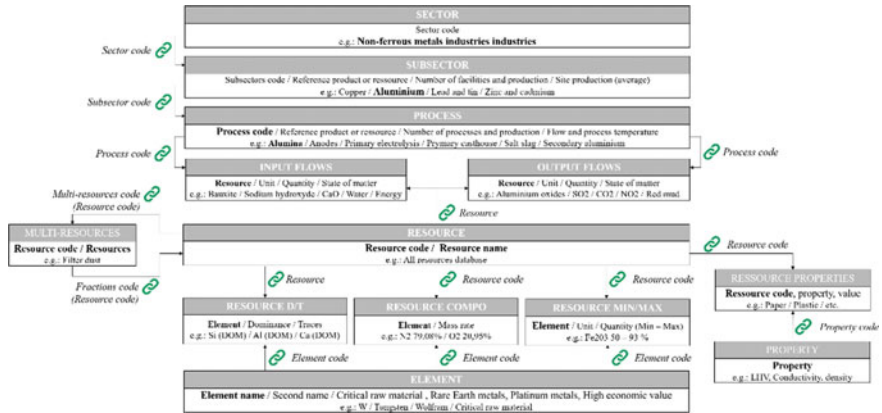 SECTOR
Sector code
e.g.: Non-ferrous metals industries industries
Sector code
SUBSECTOR
Subsectors code / Reference product or ressource / Number of facilities and production / Site production (average)
e.g.: Copper / Aluminium / Lead and tin / Zinc and cadmium
Subsector code
PROCESS
Process code / Reference product or ressource / Number of processes and production / Flow and process temperature
e.g.: Alumina / Anodes / Primary electrolysis / Prymary casthouse / Salt slag / Secondary aluminium
Process code
Process code
INPUT FLOWS
Resource / Unit / Quantity / State of matter
e.g.: Bauxite / Sodium hydroxide / CaO / Water / Energy
OUTPUT FLOWS
Resource / Unit / Quantity / State of matter
e.g.: Aluminium oxides / SO2 / CO2 / NO2 / Red mud
Multi-resources code
(Resource code)
Resource
MULTI-RESOURCES
Resource code / Resources
e.g.: Filter dust
RESOURCE
Resource code / Resource name
e.g.: All resources database
Resource code
Fractions code
(Resource code)
Resource
Resource code
Resource code
RESSOURCE PROPERTIES
Ressource code, property, value
e.g.: Paper / Plastic / etc.
RESOURCE D/T
Element / Dominance / Traces
e.g.: Si (DOM) / Al (DOM) / Ca (DOM)
RESOURCE COMPO
Element / Mass rate
e.g.: N2 79,08% / O2 20,95%
RESOURCE MIN/MAX
Element / Unit / Quantity (Min – Max)
e.g.: Fe203 50 – 93 %
Property code
Element code
Element code
Element code
PROPERTY
Property
e.g.: LHV, Conductivity, density
ELEMENT
Element name / Second name / Critical raw material , Rare Earth metals, Platinum metals, High economic value
e.g.: W / Tungsten / Wolfram / Critical raw material